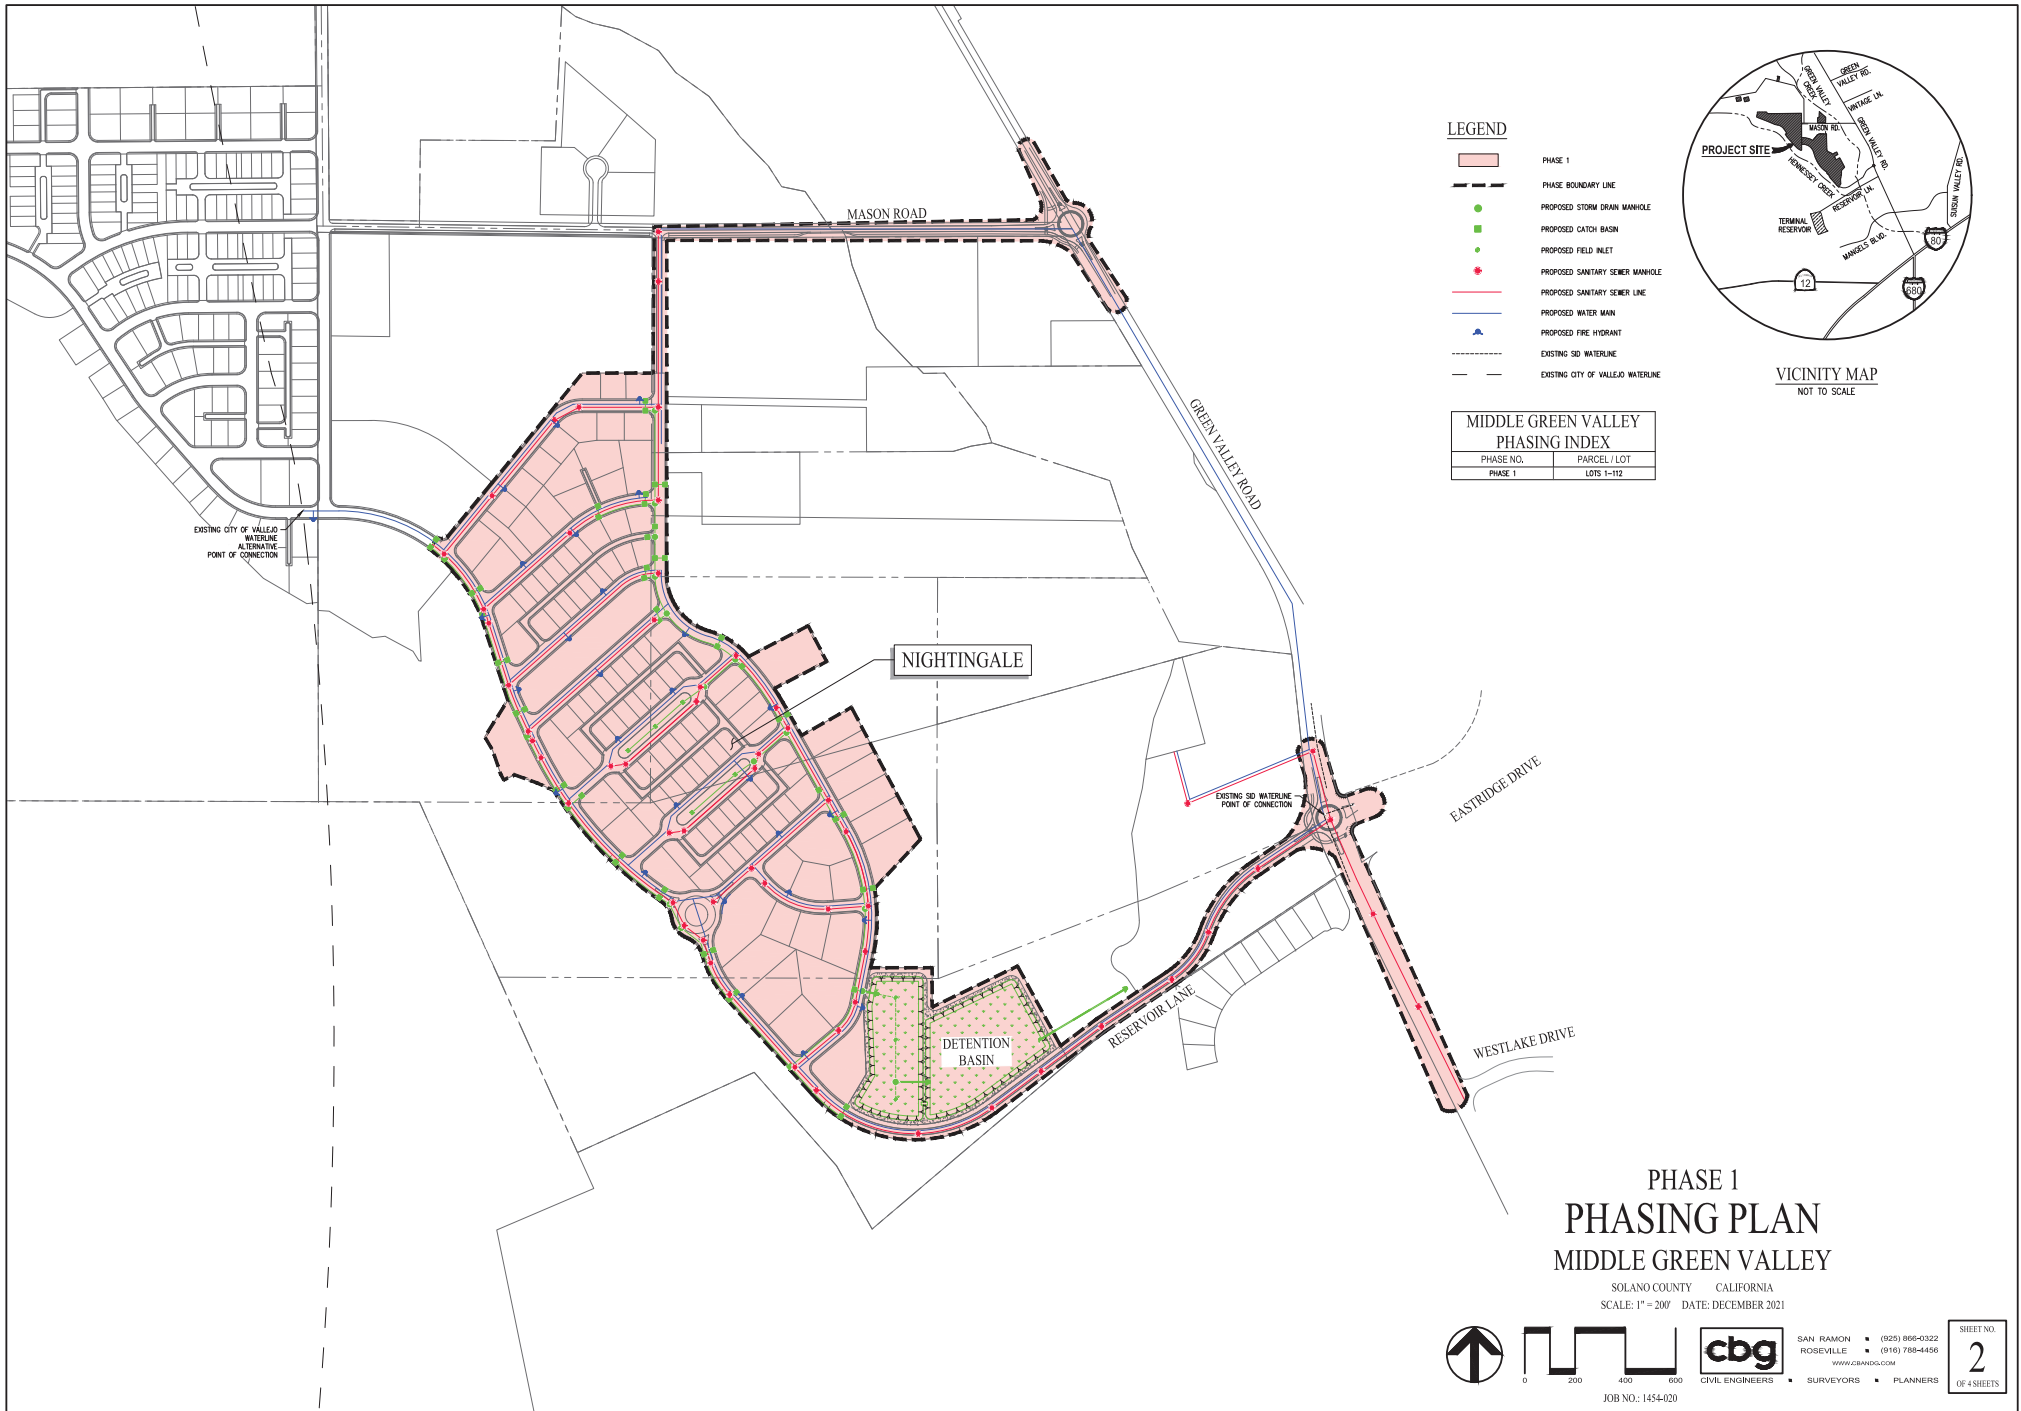 LEGEND
PHASE 1
PHASE BOUNDARY LINE
PROPOSED STORM DRAIN MANHOLE
PROPOSED CATCH BASIN
PROPOSED FIELD INLET
PROPOSED SANITARY SEWER MANHOLE
PROPOSED SANITARY SEWER LINE
PROPOSED WATER MAIN
PROPOSED FIRE HYDRANT
EXISTING SID WATERLINE
EXISTING CITY OF VALLEJO WATERLINE
MIDDLE GREEN VALLEY
PHASING INDEX
PHASE NO. PARCEL / LOT
PHASE 1 LOTS 1-112
GREEN VALLEY CREEK
GREEN VALLEY RD.
VINTAGE LN.
MASON RD.
GREEN VALLEY RD.
PROJECT SITE
HENNESSEY CREEK
RESERVOIR LN.
SUISUN VALLEY RD.
TERMINAL
RESERVOIR
MANGELS BLVD.
80
12
680
VICINITY MAP
NOT TO SCALE
MASON ROAD
GREEN VALLEY ROAD
EXISTING CITY OF VALLEJO
WATERLINE
ALTERNATIVE
POINT OF CONNECTION
NIGHTINGALE
EXISTING SID WATERLINE
POINT OF CONNECTION
EASTRIDGE DRIVE
RESERVOIR LANE
DETENTION
BASIN
WESTLAKE DRIVE
PHASE 1
PHASING PLAN
MIDDLE GREEN VALLEY
SOLANO COUNTY CALIFORNIA
SCALE: 1" = 200' DATE: DECEMBER 2021
0 200 400 600
JOB NO.: 1454-020
cbg
SAN RAMON ▪ (925) 866-0322
ROSEVILLE ▪ (916) 788-4456
WWW.CBANDG.COM
CIVIL ENGINEERS ▪ SURVEYORS ▪ PLANNERS
SHEET NO.
2
OF 4 SHEETS